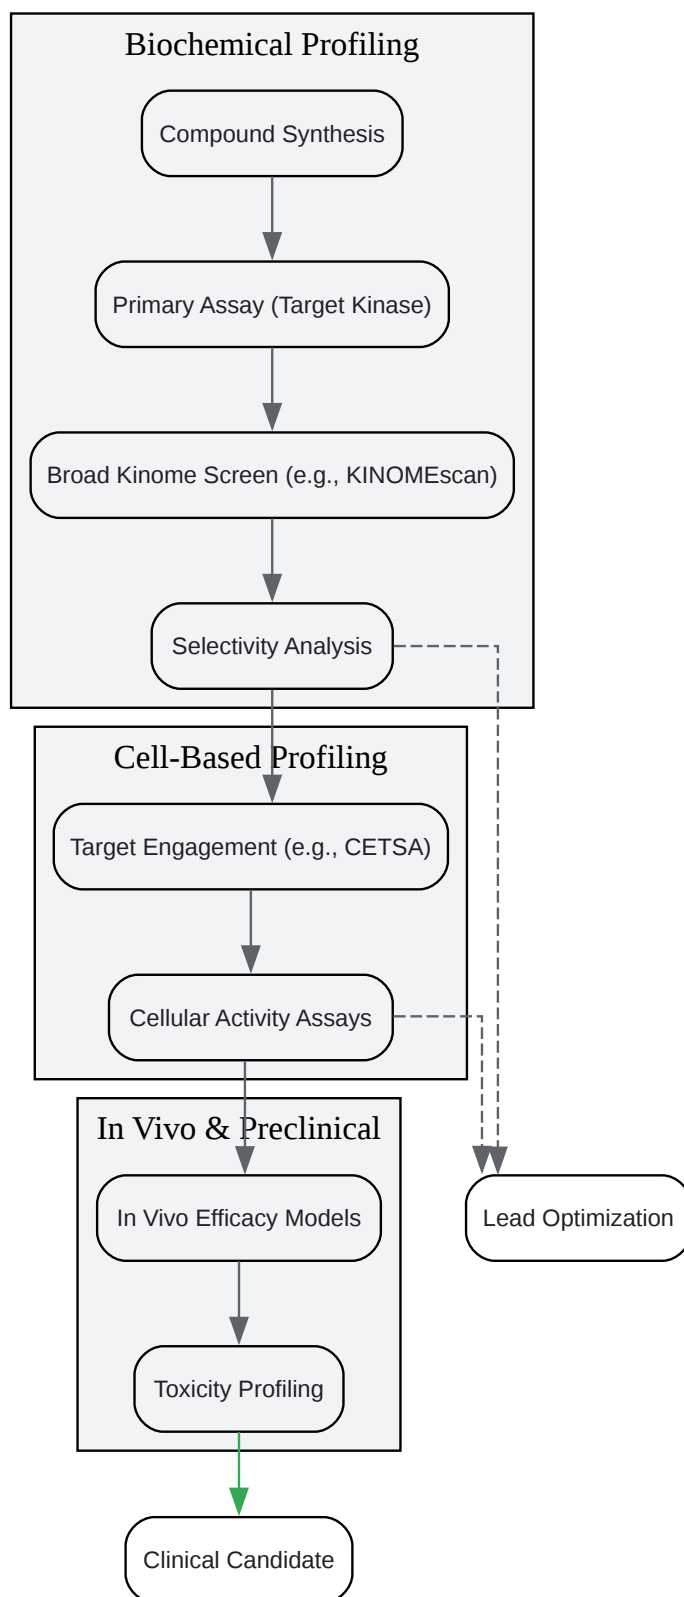 Biochemical Profiling
Compound Synthesis
Primary Assay (Target Kinase)
Broad Kinome Screen (e.g., KINOMEscan)
Selectivity Analysis
Cell-Based Profiling
Target Engagement (e.g., CETSA)
Cellular Activity Assays
In Vivo & Preclinical
In Vivo Efficacy Models
Lead Optimization
Toxicity Profiling
Clinical Candidate